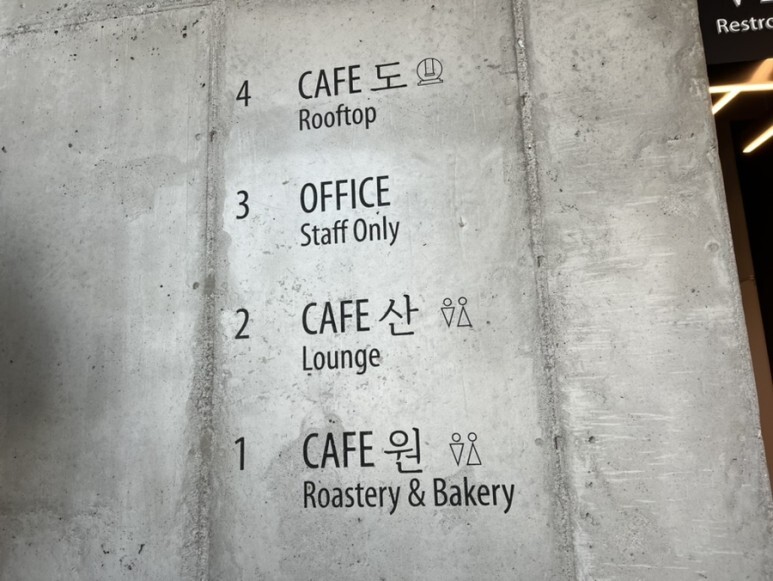 4 CAFE 도
Rooftop
3 OFFICE
Staff Only
2 CAFE 산
Lounge
1 CAFE 원
Roastery & Bakery